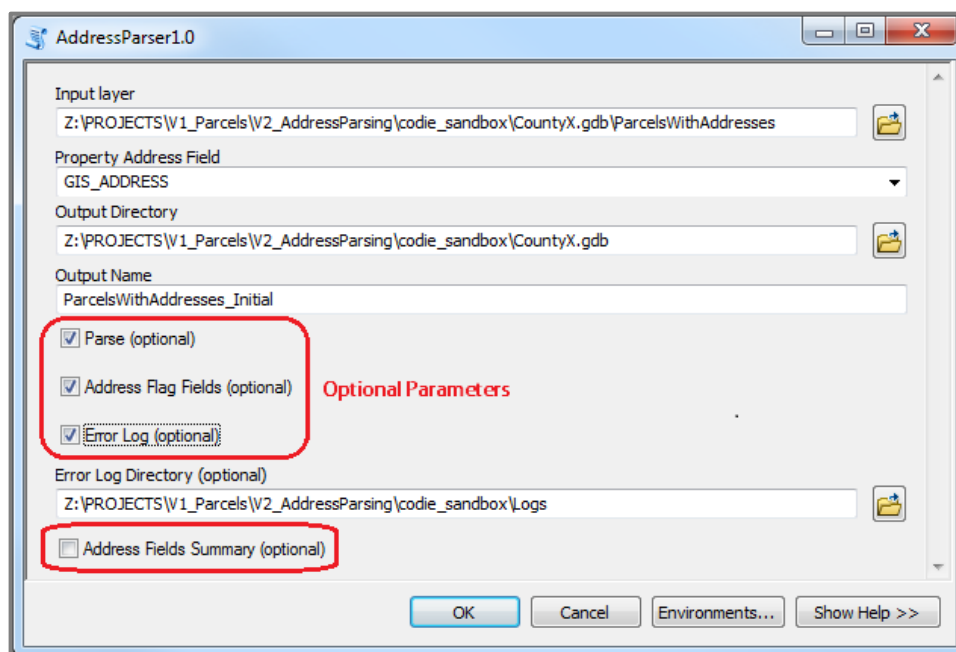 AddressParser1.0
Input layer
Z:\PROJECTS\V1_Parcels\V2_AddressParsing\codie_sandbox\CountyX.gdb\ParcelsWithAddresses
Property Address Field
GIS_ADDRESS
Output Directory
Z:\PROJECTS\V1_Parcels\V2_AddressParsing\codie_sandbox\CountyX.gdb
Output Name
ParcelsWithAddresses_Initial
Parse (optional)
Address Flag Fields (optional) Optional Parameters
Error Log (optional)
Error Log Directory (optional)
Z:\PROJECTS\V1_Parcels\V2_AddressParsing\codie_sandbox\Logs
Address Fields Summary (optional)
OK Cancel Environments... Show Help >>